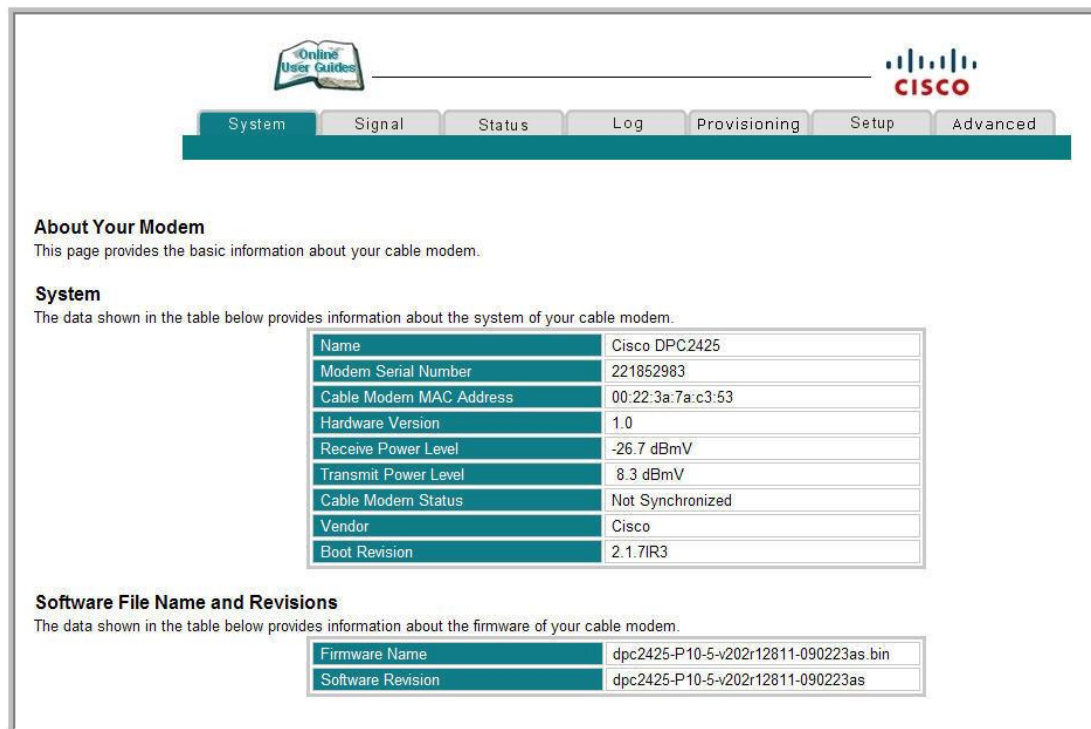 Online
User Guides
CISCO
System Signal Status Log Provisioning Setup Advanced
About Your Modem
This page provides the basic information about your cable modem.
System
The data shown in the table below provides information about the system of your cable modem.
Name Cisco DPC2425
Modem Serial Number 221852983
Cable Modem MAC Address 00:22:3a:7a:c3:53
Hardware Version 1.0
Receive Power Level -26.7 dBmV
Transmit Power Level 8.3 dBmV
Cable Modem Status Not Synchronized
Vendor Cisco
Boot Revision 2.1.7IR3
Software File Name and Revisions
The data shown in the table below provides information about the firmware of your cable modem.
Firmware Name dpc2425-P10-5-v202r12811-090223as.bin
Software Revision dpc2425-P10-5-v202r12811-090223as